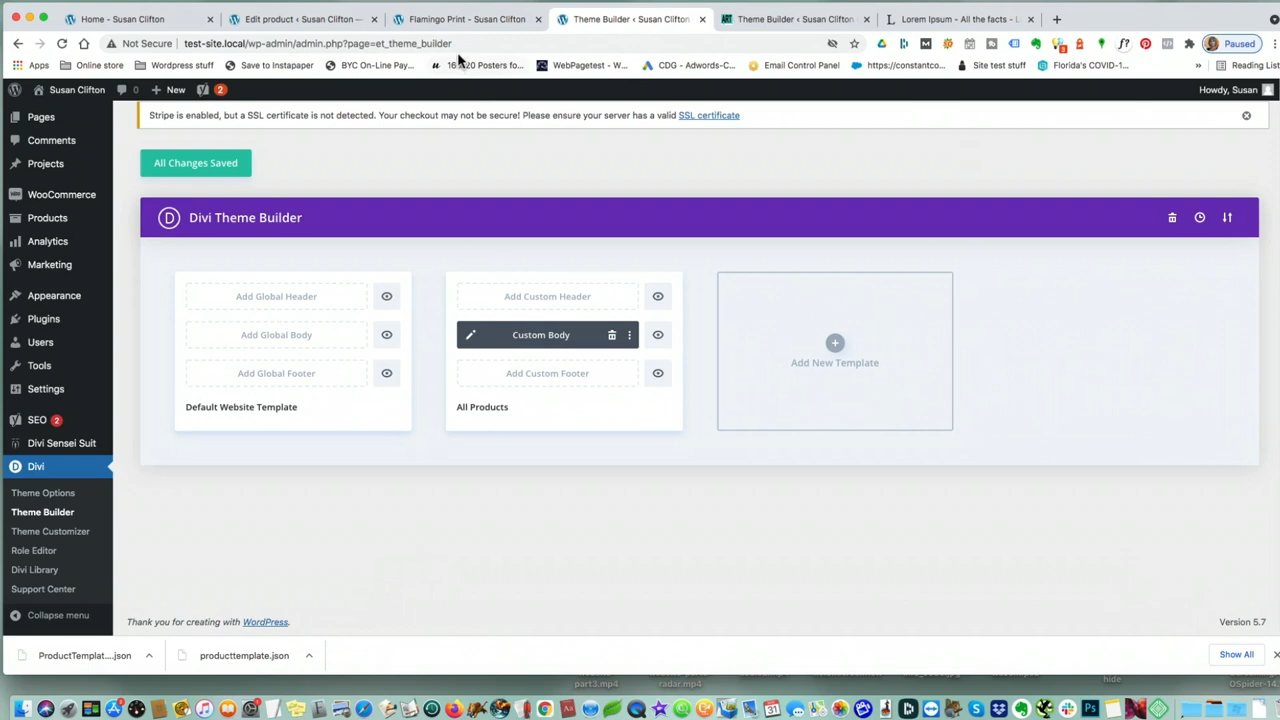 Home - Susan Clifton
Edit product ‹ Susan Clifton —
Flamingo Print - Susan Clifton
Theme Builder ‹ Susan Clifton
Theme Builder ‹ Susan Clifton
Lorem Ipsum - All the facts - L
Not Secure
test-site.local/wp-admin/admin.php?page=et_theme_builder
Paused
Apps
Online store
Wordpress stuff
Save to Instapaper
BYC On-Line Pay...
20 Posters fo...
WebPagetest - W...
CDG - Adwords-C...
Email Control Panel
https://constantco...
Site test stuff
Florida's COVID-1...
»
Reading List
Susan Clifton
0
New
2
Howdy, Susan
Pages
Comments
Projects
WooCommerce
Products
Analytics
Marketing
Appearance
Plugins
Users
Tools
Settings
SEO 2
Divi Sensei Suit
Divi
Theme Options
Theme Builder
Theme Customizer
Role Editor
Divi Library
Support Center
Collapse menu
Stripe is enabled, but a SSL certificate is not detected. Your checkout may not be secure! Please ensure your server has a valid SSL certificate
All Changes Saved
D Divi Theme Builder
Add Global Header
Add Global Body
Add Global Footer
Default Website Template
Add Custom Header
Custom Body
Add Custom Footer
All Products
Add New Template
Thank you for creating with WordPress.
Version 5.7
ProductTemplat....json
producttemplate.json
Show All
part3.mp4
radar.mp4
hide
OSpider-14.